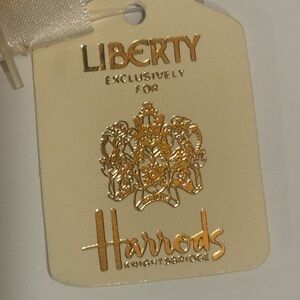 LIBERTY
EXCLUSIVELY
FOR
Harrods
KNIGHTSBRIDGE